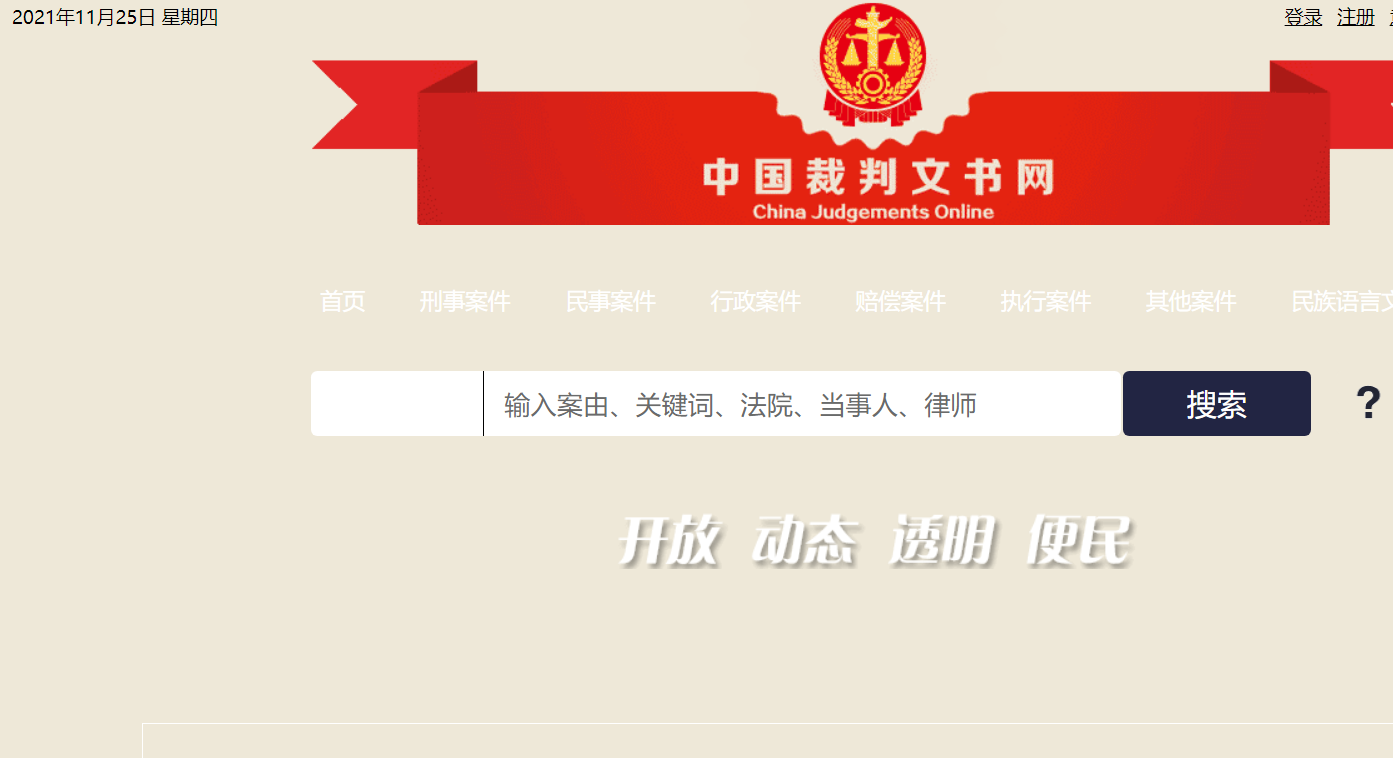 2021年11月25日 星期四
登录 注册
中国裁判文书网
China Judgements Online
首页 刑事案件 民事案件 行政案件 赔偿案件 执行案件 其他案件 民族语言文
输入案由、关键词、法院、当事人、律师 搜索 ?
开放 动态 透明 便民